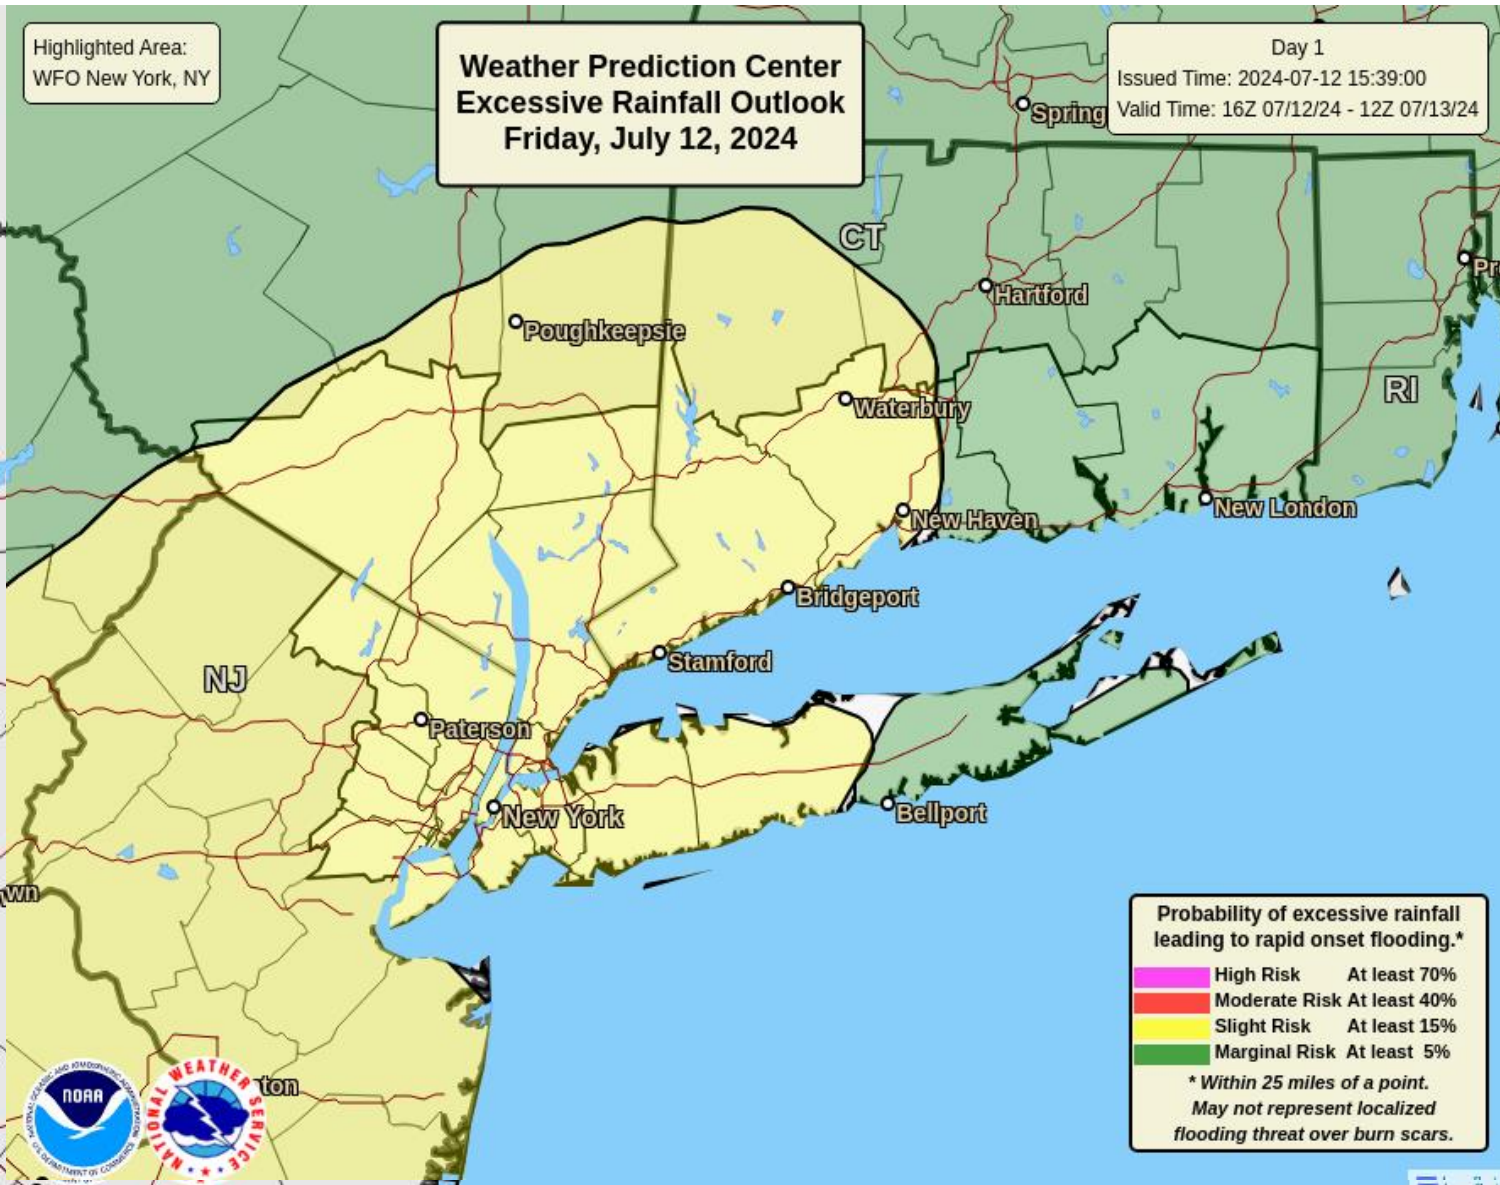 Highlighted Area:
WFO New York, NY
Weather Prediction Center
Excessive Rainfall Outlook
Friday, July 12, 2024
Day 1
Issued Time: 2024-07-12 15:39:00
Valid Time: 16Z 07/12/24 - 12Z 07/13/24
Spring
CT
Hartford
Pr
Poughkeepsie
RI
Waterbury
New Haven
New London
Bridgeport
Stamford
NJ
Paterson
New York
Bellport
wn
ton
Probability of excessive rainfall
leading to rapid onset flooding.*
High Risk At least 70%
Moderate Risk At least 40%
Slight Risk At least 15%
Marginal Risk At least 5%
* Within 25 miles of a point.
May not represent localized
flooding threat over burn scars.
NOAA
NATIONAL WEATHER SERVICE